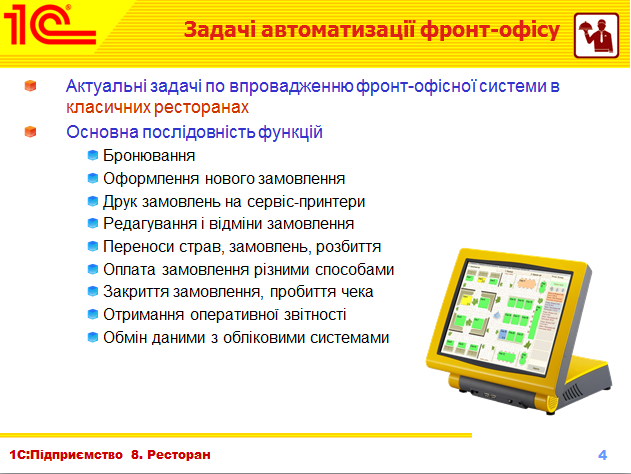 1С
Задачі автоматизації фронт-офісу
Актуальні задачі по впровадженню фронт-офісної системи в
класичних ресторанах
Основна послідовність функцій
Бронювання
Оформлення нового замовлення
Друк замовлень на сервіс-принтери
Редагування і відміни замовлення
Переноси страв, замовлень, розбиття
Оплата замовлення різними способами
Закриття замовлення, пробиття чека
Отримання оперативної звітності
Обмін даними з обліковими системами
1С:Підприємство 8. Ресторан
4